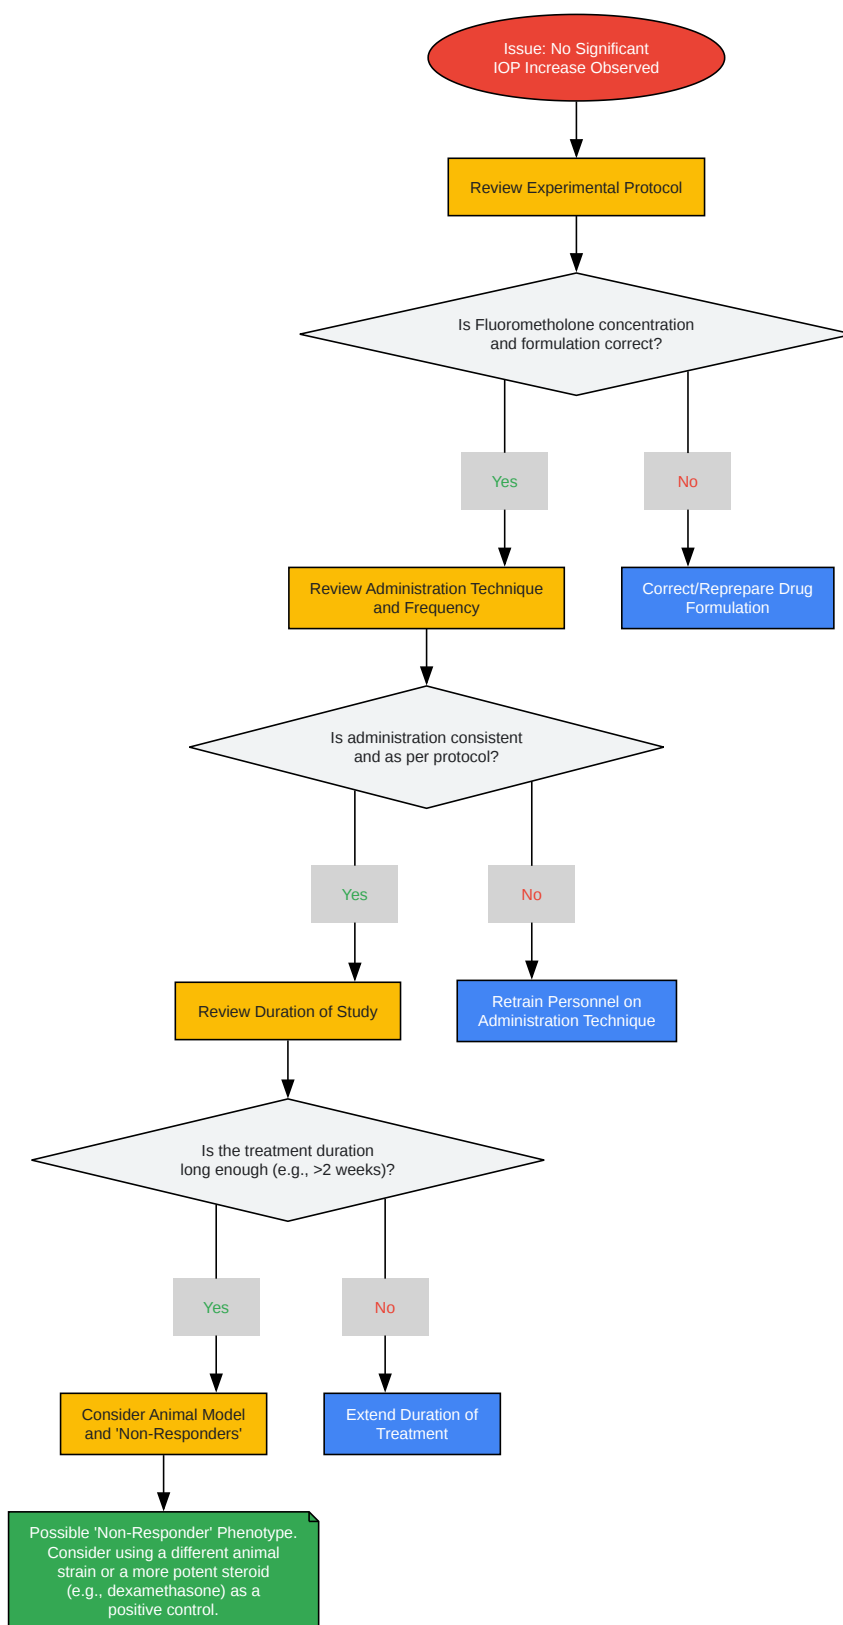 Issue: No Significant
IOP Increase Observed
Review Experimental Protocol
Is Fluorometholone concentration
and formulation correct?
Yes
No
Review Administration Technique
and Frequency
Correct/Reprepare Drug
Formulation
Is administration consistent
and as per protocol?
Yes
No
Review Duration of Study
Retrain Personnel on
Administration Technique
Is the treatment duration
long enough (e.g., >2 weeks)?
Yes
No
Consider Animal Model
and 'Non-Responders'
Extend Duration of
Treatment
Possible 'Non-Responder' Phenotype.
Consider using a different animal
strain or a more potent steroid
(e.g., dexamethasone) as a
positive control.